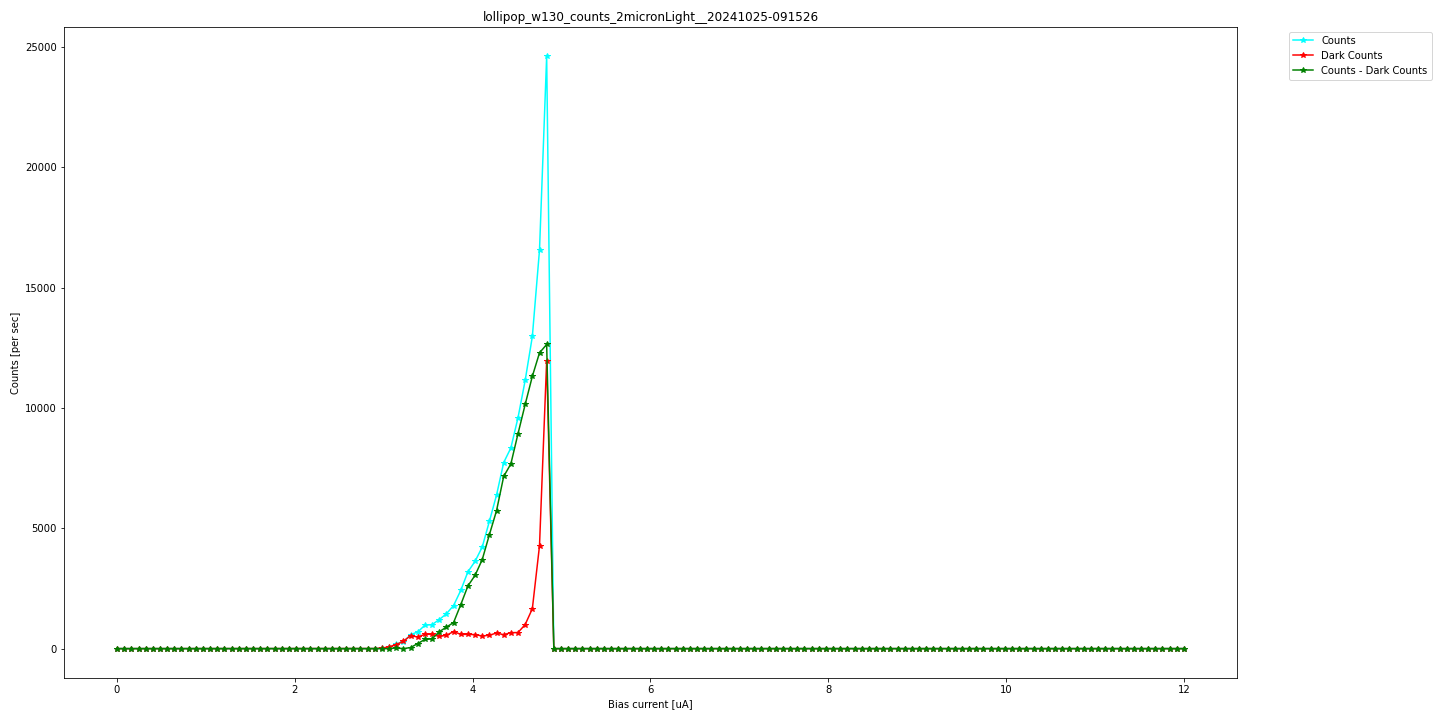 lollipop_w130_counts_2micronLight__20241025-091526
Counts
Dark Counts
Counts - Dark Counts
25000
20000
15000
10000
5000
0
Counts [per sec]
0 2 4 6 8 10 12
Bias current [uA]